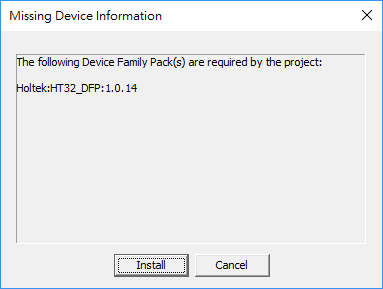 Missing Device Information
The following Device Family Pack(s) are required by the project:
Holtek:HT32_DFP:1.0.14
Install
Cancel